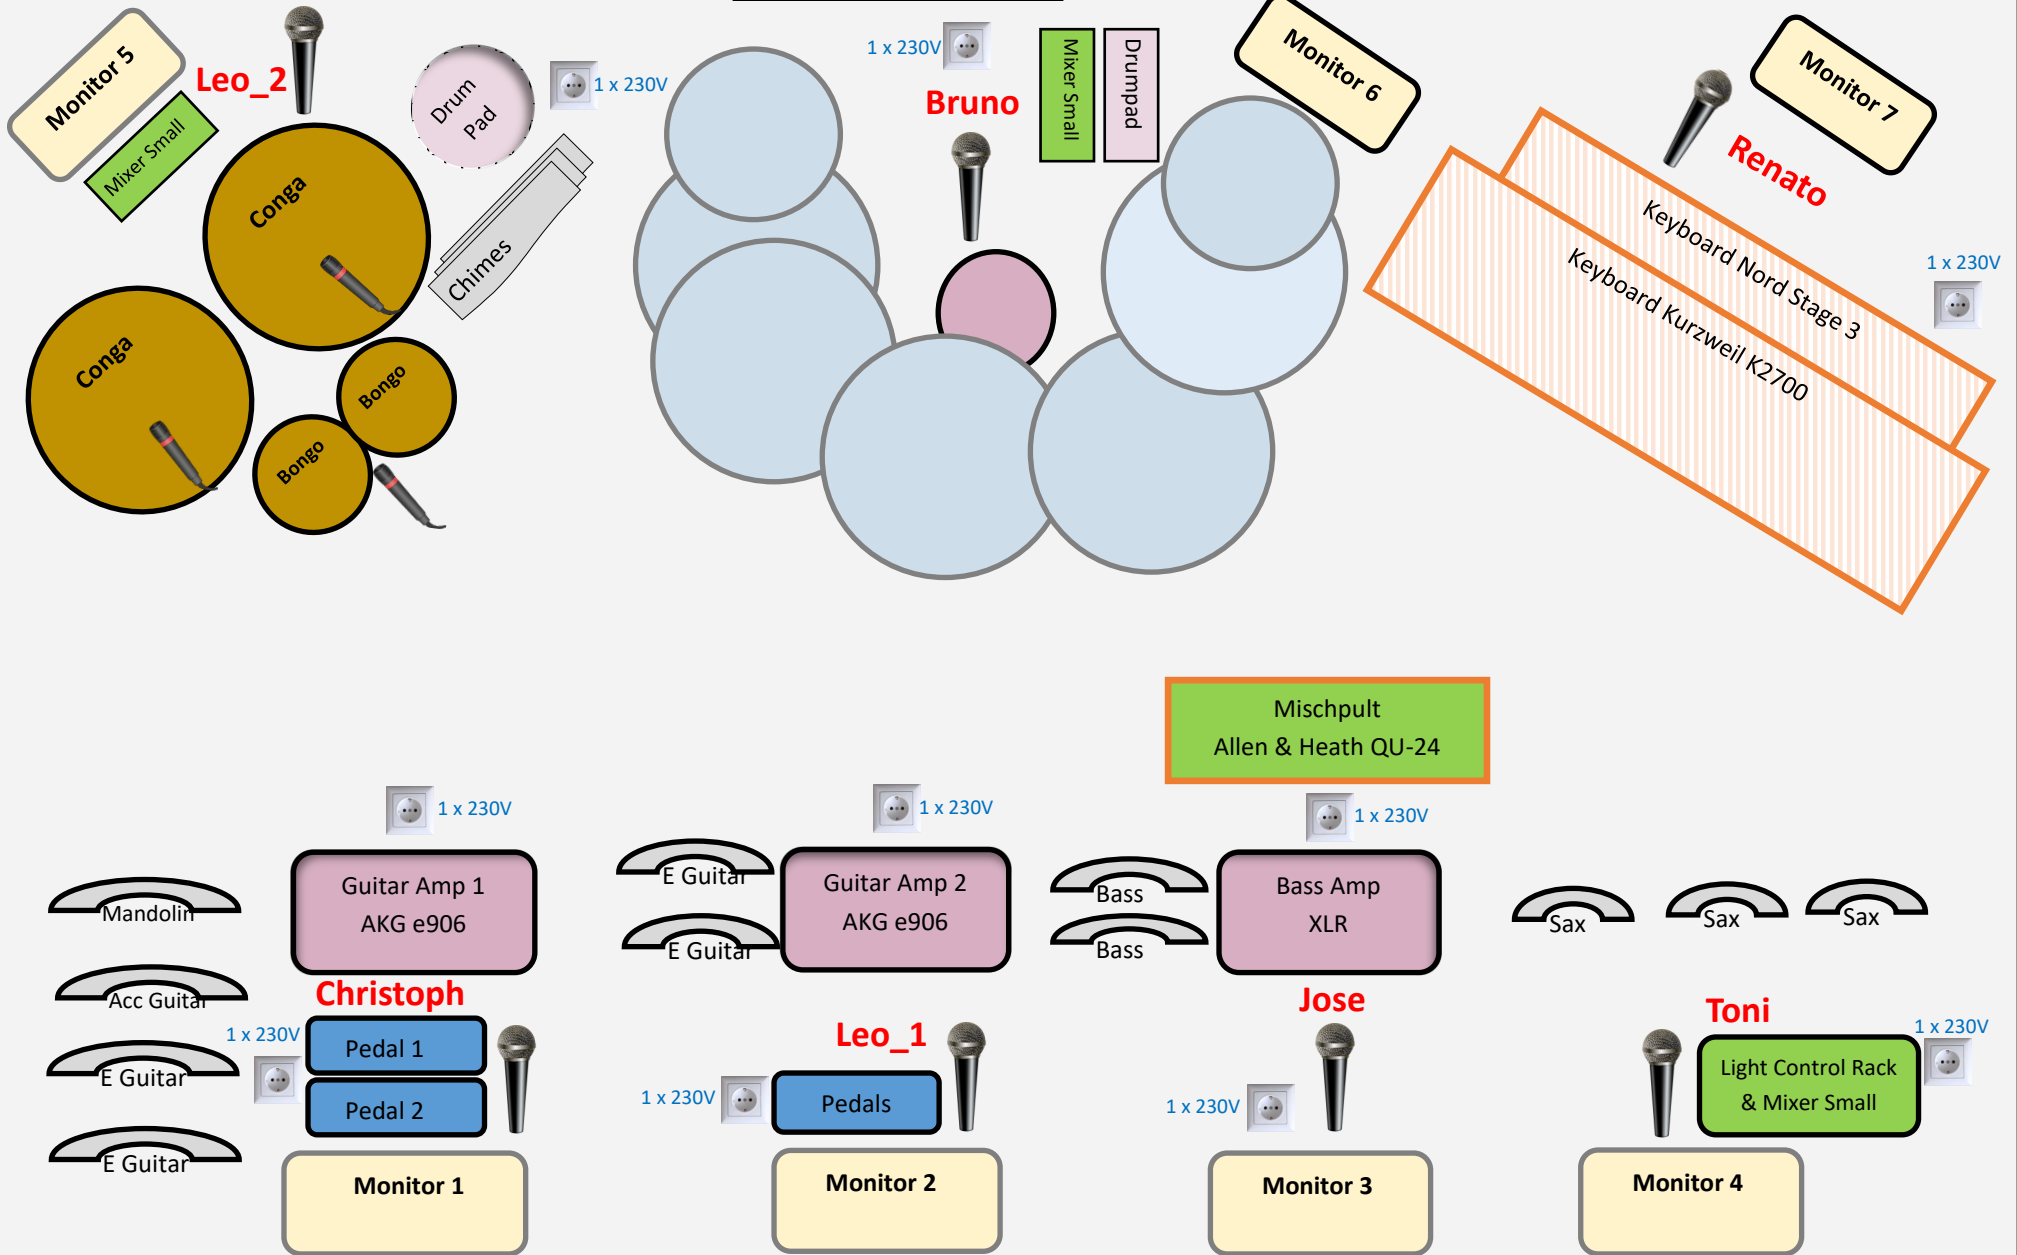 Monitor 5
Leo_2
Mixer Small
Drum
Pad
1 x 230V
Conga
Chimes
Conga
Bongo
Bongo
1 x 230V
Bruno
Mixer Small
Drumpad
Monitor 6
Monitor 7
Renato
Keyboard Nord Stage 3
Keyboard Kurzweil K2700
1 x 230V
Mischpult
Allen & Heath QU-24
1 x 230V
1 x 230V
1 x 230V
Mandolin
Guitar Amp 1
AKG e906
E Guitar
E Guitar
Guitar Amp 2
AKG e906
Bass
Bass
Bass Amp
XLR
Sax
Sax
Sax
Acc Guitar
Christoph
1 x 230V
Pedal 1
Pedal 2
E Guitar
E Guitar
Leo_1
1 x 230V
Pedals
Jose
1 x 230V
Toni
1 x 230V
Light Control Rack
& Mixer Small
Monitor 1
Monitor 2
Monitor 3
Monitor 4